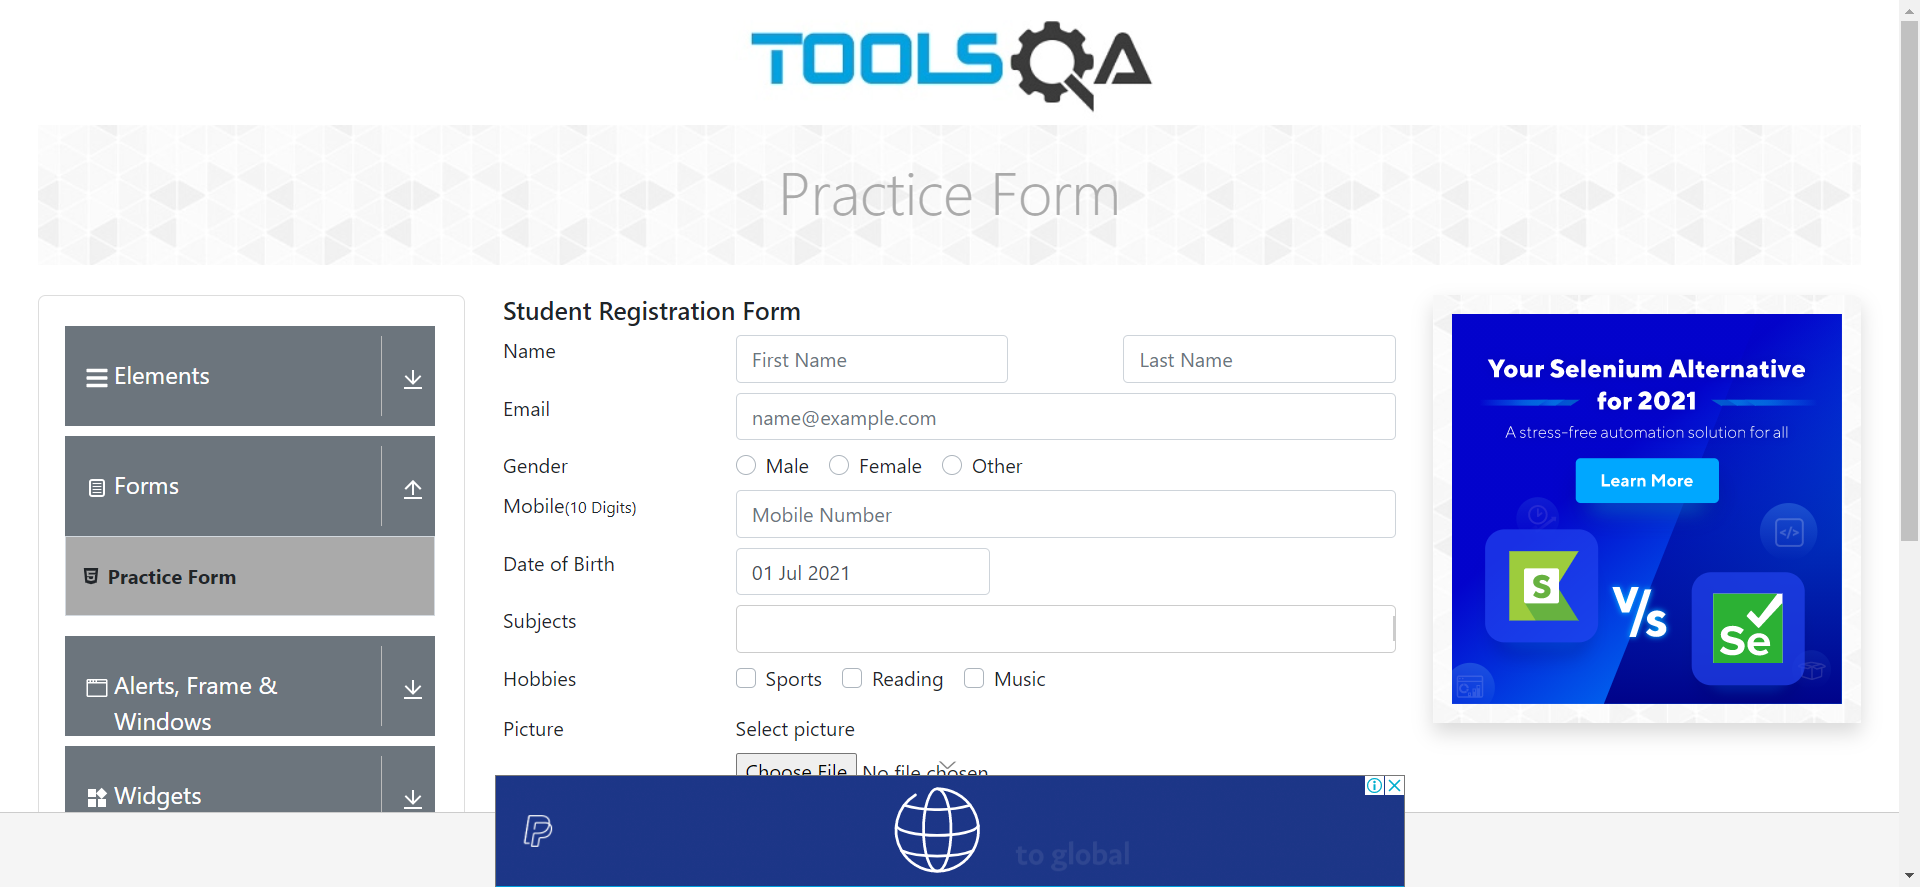 TOOLSQA
Practice Form
Elements
Forms
Practice Form
Alerts, Frame &
Windows
Widgets
Student Registration Form
Name
First Name
Last Name
Email
name@example.com
Gender
Male
Female
Other
Mobile(10 Digits)
Mobile Number
Date of Birth
01 Jul 2021
Subjects
Hobbies
Sports
Reading
Music
Picture
Select picture
Choose File
No file chosen
Your Selenium Alternative
for 2021
A stress-free automation solution for all
Learn More
S
V/s
Se
to global